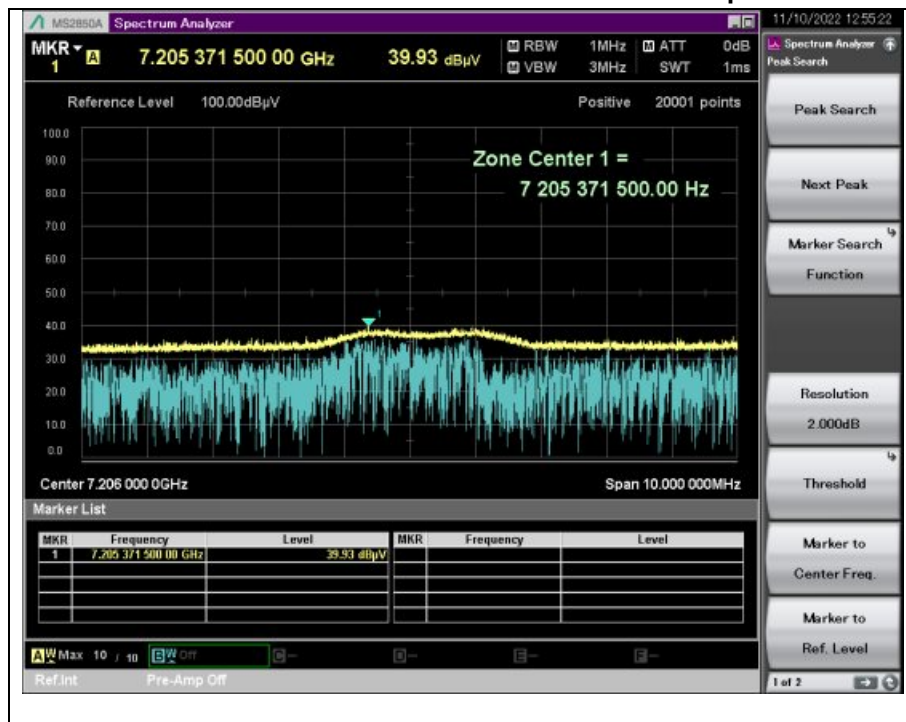 MS2850A Spectrum Analyzer
11/10/2022 12:55:22
MKR 1 A 7.205 371 500 00 GHz 39.93 dBμV
M RBW 1MHz M ATT 0dB
M VBW 3MHz SWT 1ms
Reference Level 100.00dBμV Positive 20001 points
Zone Center 1 =
7 205 371 500.00 Hz
100.0
90.0
80.0
70.0
60.0
50.0
40.0
30.0
20.0
10.0
0.0
1
Center 7.206 000 0GHz Span 10.000 000MHz
Marker List
MKR Frequency Level MKR Frequency Level
1 7.205 371 500 00 GHz 39.93 dBμV
A W Max 10 / 10 B W Off C- D- E- F-
Ref.Int Pre-Amp Off
Spectrum Analyzer
Peak Search
Peak Search
Next Peak
Marker Search
Function
Resolution
2.000dB
Threshold
Marker to
Center Freq.
Marker to
Ref. Level
1 of 2